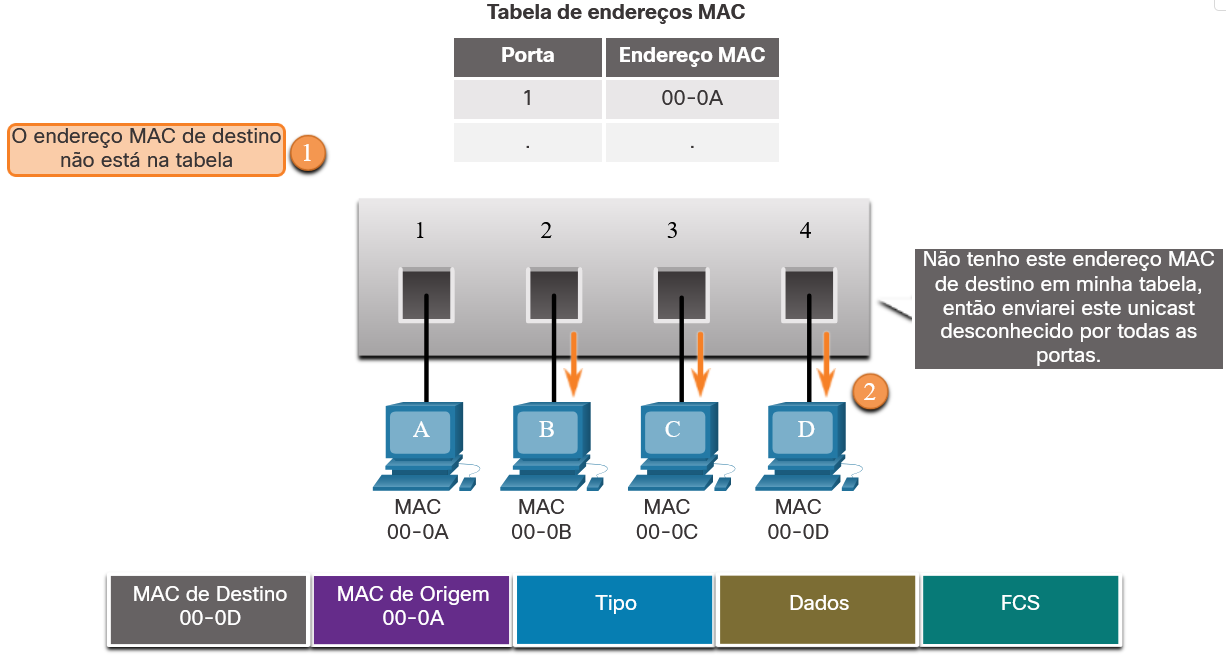 Tabela de endereços MAC
Porta Endereço MAC
1 00-0A
. .
O endereço MAC de destino
não está na tabela
1
1 2 3 4
Não tenho este endereço MAC
de destino em minha tabela,
então enviarei este unicast
desconhecido por todas as
portas.
2
A B C D
MAC MAC MAC MAC
00-0A 00-0B 00-0C 00-0D
MAC de Destino MAC de Origem Tipo Dados FCS
00-0D 00-0A